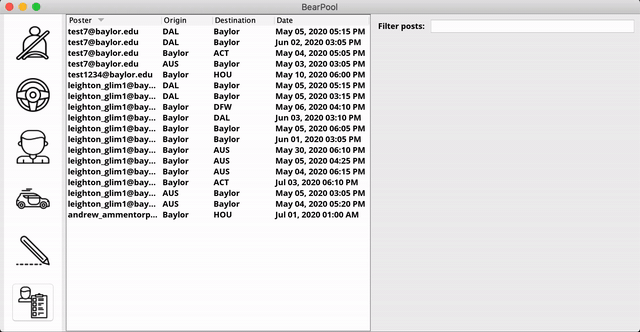 BearPool
Poster Origin Destination Date
Filter posts:
test7@baylor.edu DAL Baylor May 05, 2020 05:15 PM
test7@baylor.edu DAL Baylor Jun 02, 2020 03:05 PM
test7@baylor.edu Baylor ACT May 04, 2020 05:05 PM
test7@baylor.edu AUS Baylor May 03, 2020 03:05 PM
test1234@baylor.edu Baylor HOU May 10, 2020 06:00 PM
leighton_glim1@bay... DAL Baylor May 05, 2020 05:15 PM
leighton_glim1@bay... DAL Baylor May 05, 2020 03:15 PM
leighton_glim1@bay... Baylor DFW May 06, 2020 04:10 PM
leighton_glim1@bay... Baylor DAL Jun 03, 2020 03:10 PM
leighton_glim1@bay... Baylor Baylor May 05, 2020 06:05 PM
leighton_glim1@bay... Baylor Baylor Jun 01, 2020 03:05 PM
leighton_glim1@bay... Baylor AUS May 30, 2020 06:10 PM
leighton_glim1@bay... Baylor AUS May 05, 2020 04:25 PM
leighton_glim1@bay... Baylor AUS May 04, 2020 06:15 PM
leighton_glim1@bay... Baylor ACT Jul 03, 2020 06:10 PM
leighton_glim1@bay... AUS Baylor May 05, 2020 03:05 PM
leighton_glim1@bay... AUS Baylor May 04, 2020 05:20 PM
andrew_ammentorp... Baylor HOU Jul 01, 2020 01:00 AM